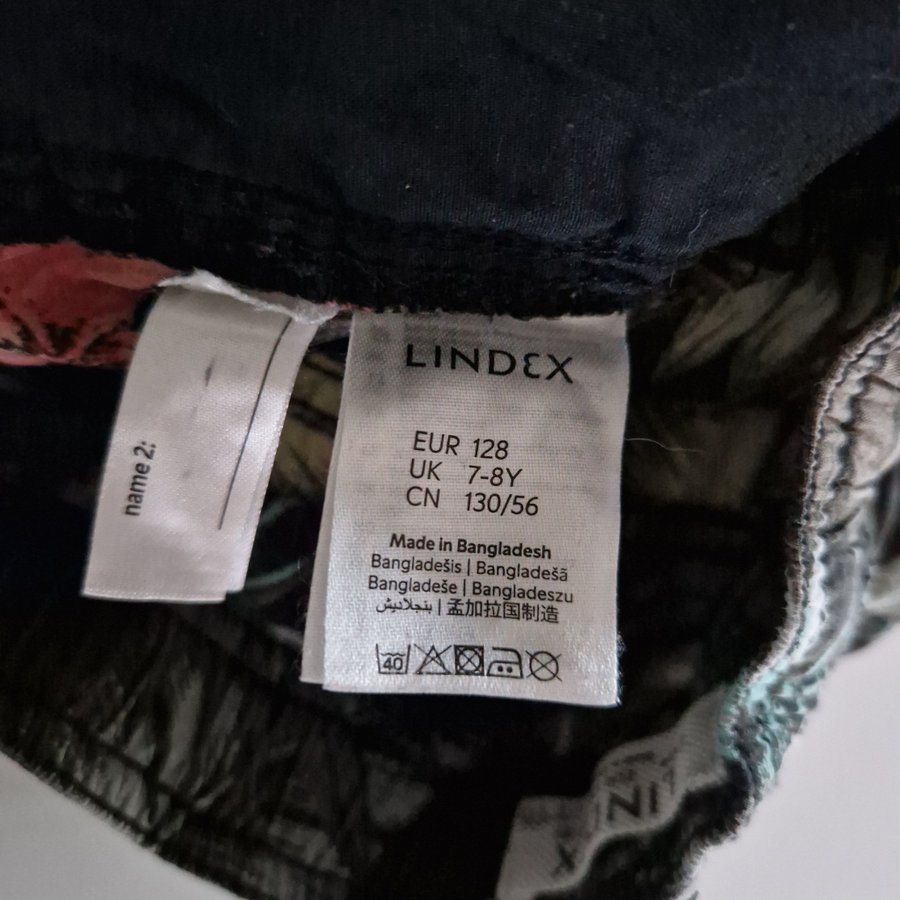 LINDEX
EUR 128
UK 7-8Y
CN 130/56
Made in Bangladesh
Bangladešis | Bangladešā
Bangladeše | Bangladeszu
بنجلاديش | 孟加拉国制造
40
name 2: